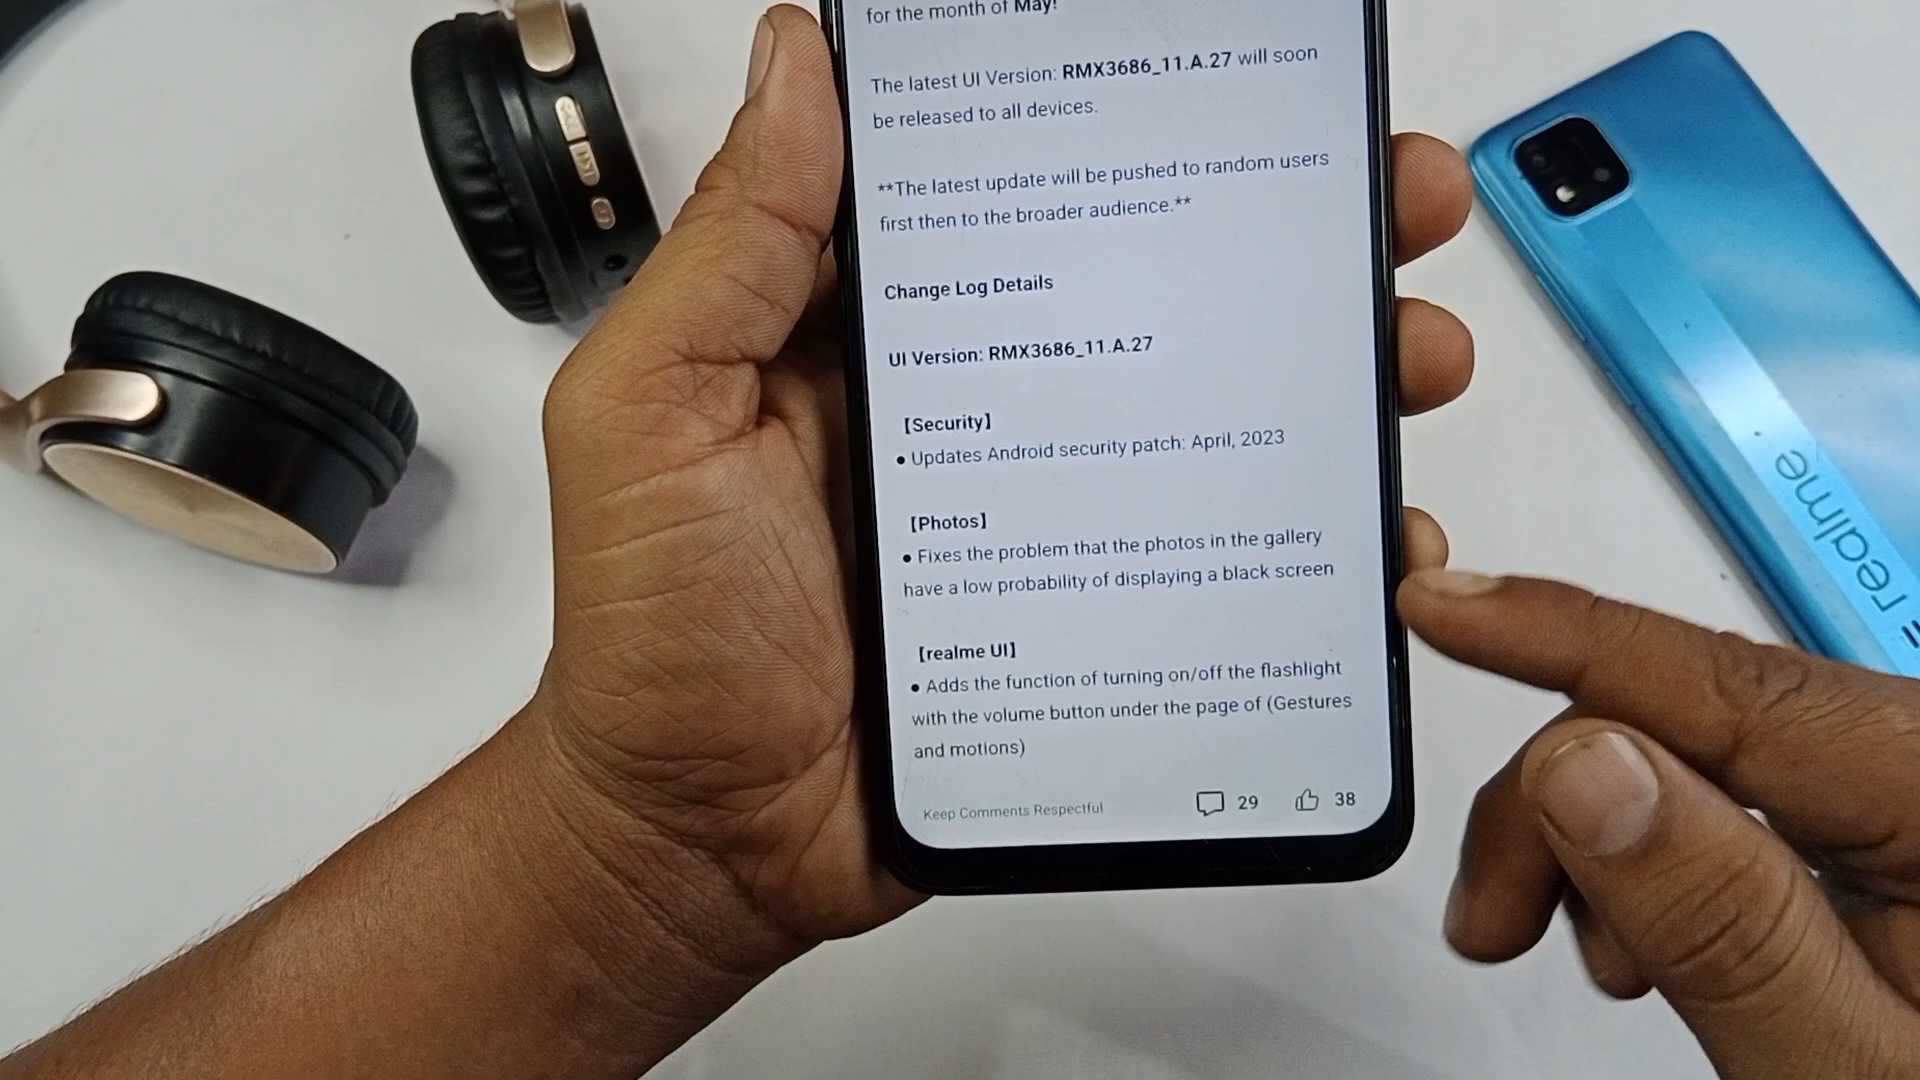 for the month of May!
The latest UI Version: RMX3686_11.A.27 will soon
be released to all devices.
**The latest update will be pushed to random users
first then to the broader audience.**
Change Log Details
UI Version: RMX3686_11.A.27
【Security】
● Updates Android security patch: April, 2023
【Photos】
● Fixes the problem that the photos in the gallery
have a low probability of displaying a black screen
【realme UI】
● Adds the function of turning on/off the flashlight
with the volume button under the page of (Gestures
and motions)
Keep Comments Respectful
29
38
realme